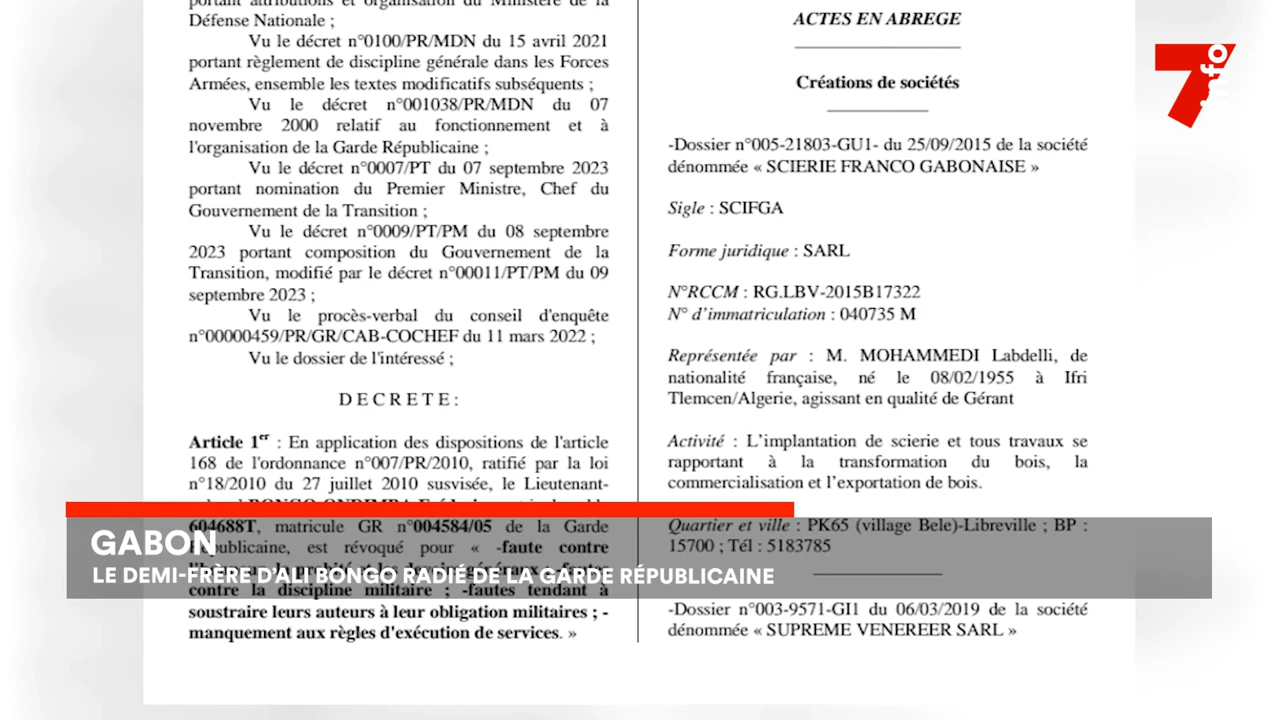 portant attributions et organisation du Ministère de la
Défense Nationale ;
Vu le décret n°0100/PR/MDN du 15 avril 2021
portant règlement de discipline générale dans les Forces
Armées, ensemble les textes modificatifs subséquents ;
Vu le décret n°001038/PR/MDN du 07
novembre 2000 relatif au fonctionnement et à
l'organisation de la Garde Républicaine ;
Vu le décret n°0007/PT du 07 septembre 2023
portant nomination du Premier Ministre, Chef du
Gouvernement de la Transition ;
Vu le décret n°0009/PT/PM du 08 septembre
2023 portant composition du Gouvernement de la
Transition, modifié par le décret n°00011/PT/PM du 09
septembre 2023 ;
Vu le procès-verbal du conseil d'enquête
n°00000459/PR/GR/CAB-COCHEF du 11 mars 2022 ;
Vu le dossier de l'intéressé ;
D E C R E T E :
Article 1er : En application des dispositions de l'article
168 de l'ordonnance n°007/PR/2010, ratifié par la loi
n°18/2010 du 27 juillet 2010 susvisée, le Lieutenant-
BONGO ONDIMBA
604688T, matricule GR n°004584/05 de la Garde
Républicaine, est révoqué pour « -faute contre
contre la discipline militaire ; -fautes tendant à
soustraire leurs auteurs à leur obligation militaires ; -
manquement aux règles d'exécution de services. »
ACTES EN ABREGE
Créations de sociétés
-Dossier n°005-21803-GU1- du 25/09/2015 de la société
dénommée « SCIERIE FRANCO GABONAISE »
Sigle : SCIFGA
Forme juridique : SARL
N°RCCM : RG.LBV-2015B17322
N° d'immatriculation : 040735 M
Représentée par : M. MOHAMMEDI Labdelli, de
nationalité française, né le 08/02/1955 à Ifri
Tlemcen/Algerie, agissant en qualité de Gérant
Activité : L'implantation de scierie et tous travaux se
rapportant à la transformation du bois, la
commercialisation et l'exportation de bois.
Quartier et ville : PK65 (village Bele)-Libreville ; BP :
15700 ; Tél : 5183785
-Dossier n°003-9571-GI1 du 06/03/2019 de la société
dénommée « SUPREME VENEREER SARL »
7info
GABON
LE DEMI-FRÈRE D'ALI BONGO RADIÉ DE LA GARDE RÉPUBLICAINE